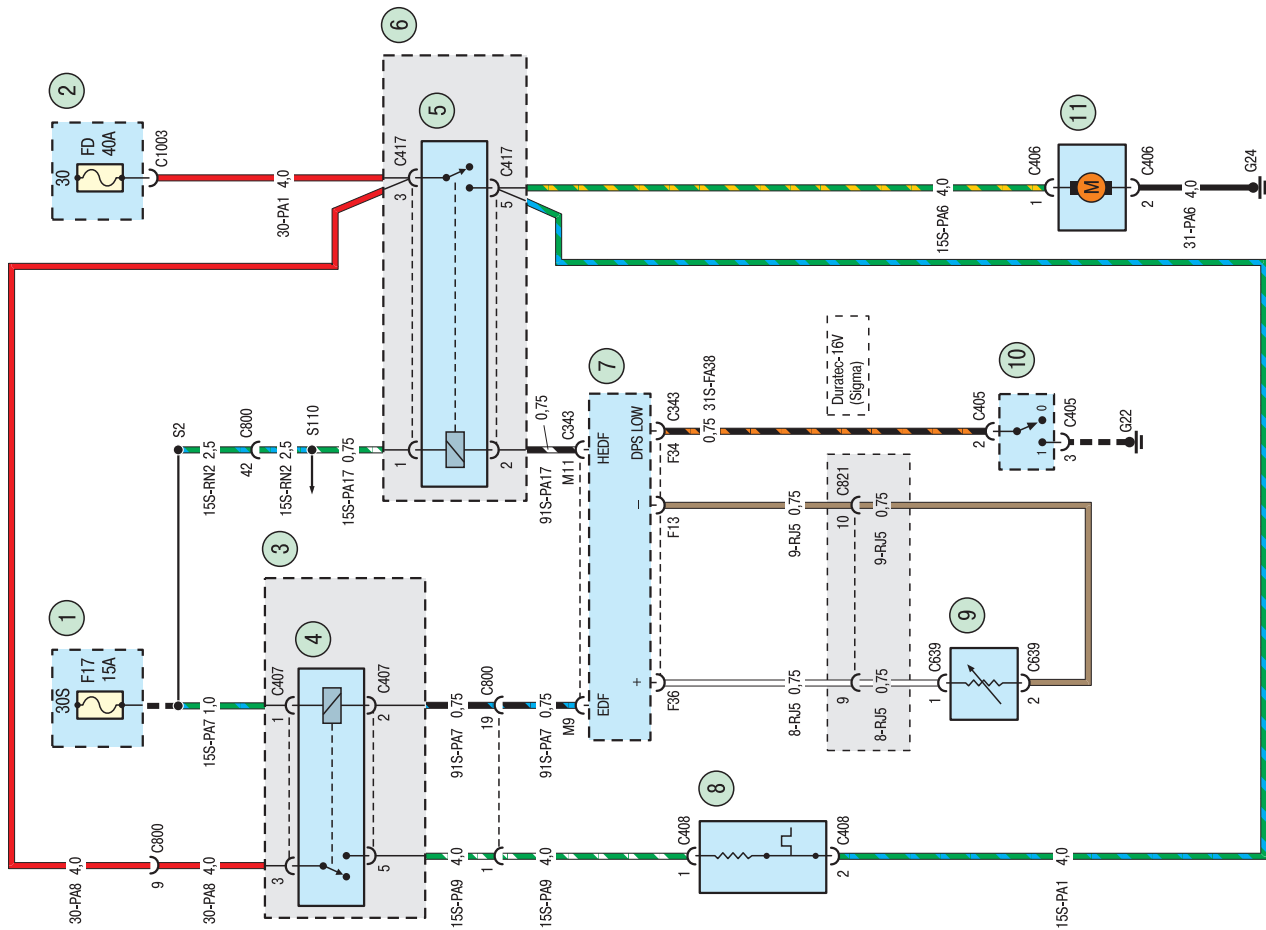 1
30S
F17
15A
2
30
FD
40A
C1003
30-PA1 4,0
S2
15S-RN2 2,5
C800
42
15S-RN2 2,5
S110
15S-PA17 0,75
15S-PA7 1,0
30-PA8 4,0
C800
9
30-PA8 4,0
3
4
C407
1
3
C407
2
5
6
5
C417
3
1
C417
5
2
91S-PA17 0,75
C343
M11
91S-PA7 0,75
C800
19
91S-PA7 0,75
M9
15S-PA9 4,0
1
15S-PA9 4,0
7
EDF
HEDF
+
–
DPS LOW
F36
F13
F34
C343
0,75 31S-FA38
Duratec-16V
(Sigma)
8-RJ5 0,75
9-RJ5 0,75
9
10
C821
8-RJ5 0,75
9-RJ5 0,75
8
C408
1
C408
2
9
C639
1
C639
2
10
C405
2
1
0
C405
3
G22
15S-PA6 4,0
11
C406
1
M
C406
2
31-PA6 4,0
G24
15S-PA1 4,0